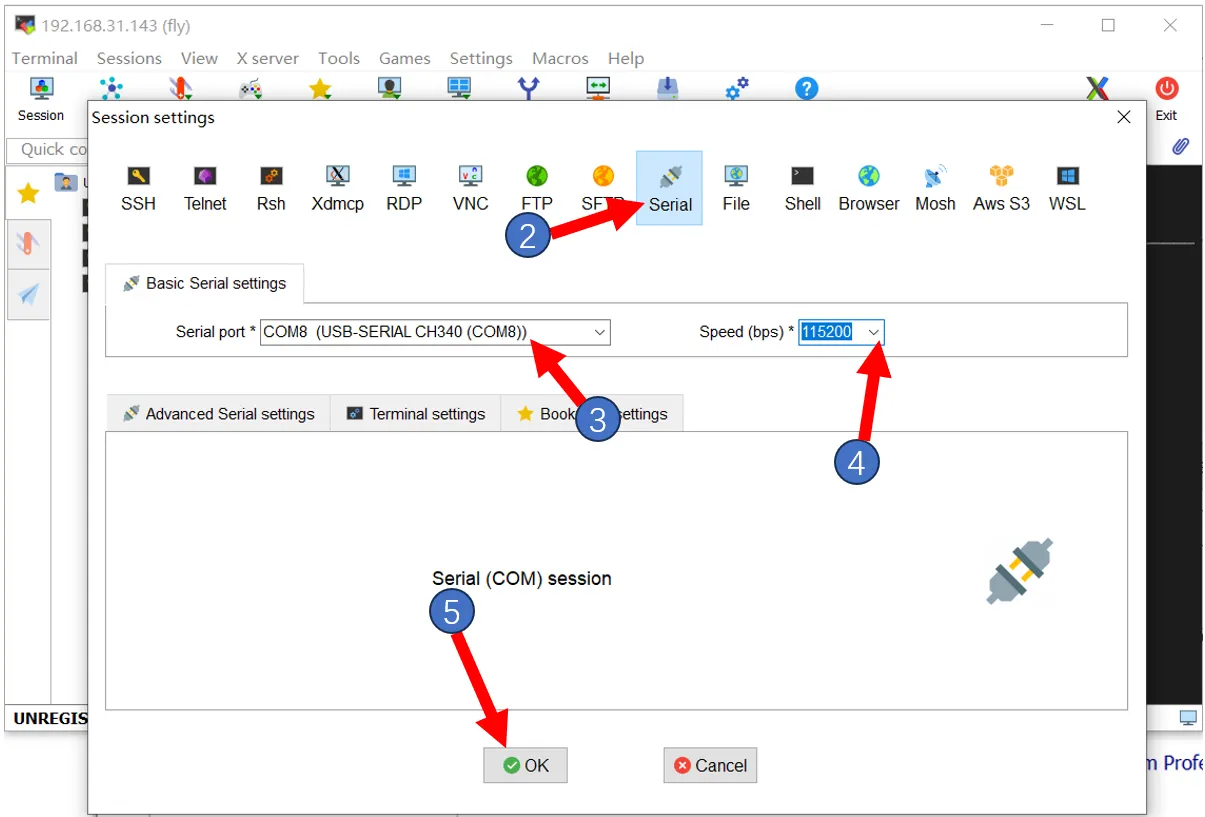 192.168.31.143 (fly)
Terminal Sessions View X server Tools Games Settings Macros Help
Session Exit
Session settings
Quick co
SSH Telnet Rsh Xdmcp RDP VNC FTP SFTP Serial File Shell Browser Mosh Aws S3 WSL
2
Basic Serial settings
Serial port * COM8 (USB-SERIAL CH340 (COM8)) Speed (bps) * 115200
Advanced Serial settings Terminal settings Book settings
3
4
Serial (COM) session
5
UNREGIS
OK Cancel
m Profe